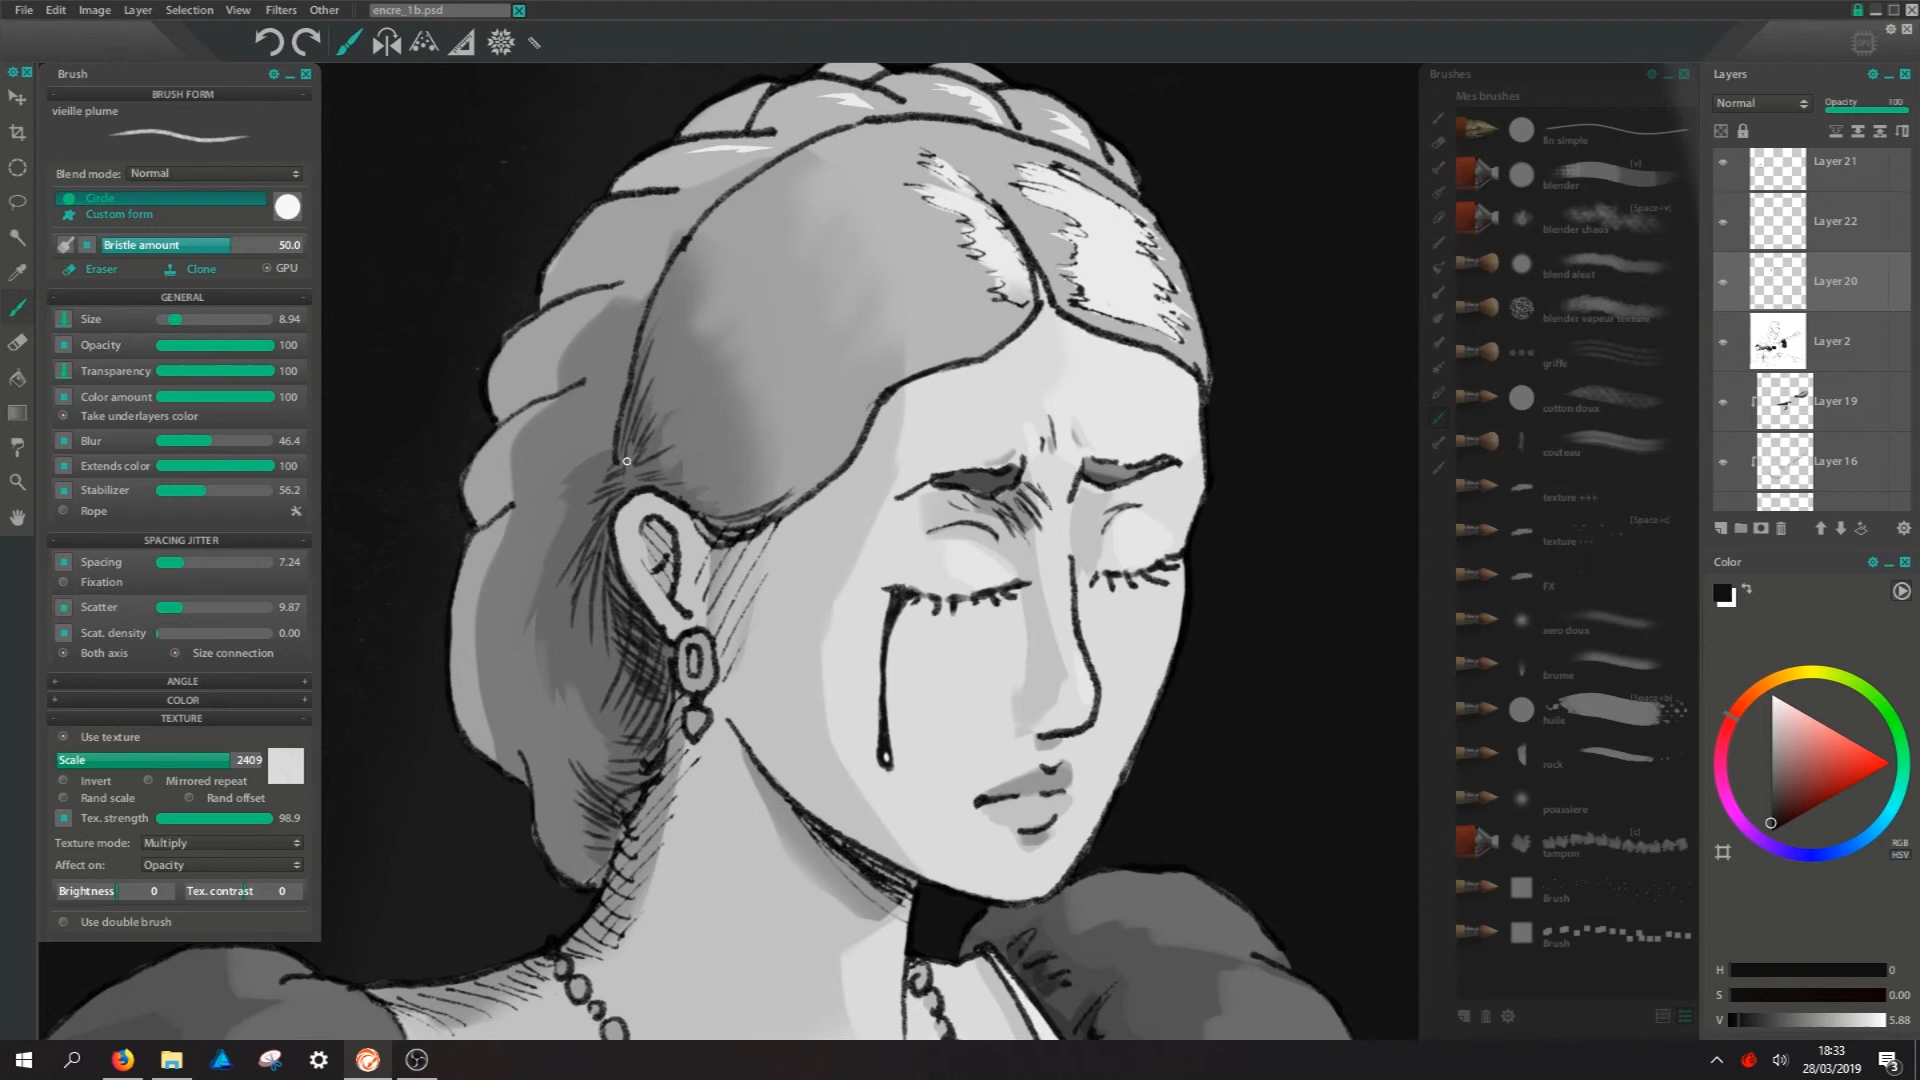 File Edit Image Layer Selection View Filters Other encre_1b.psd
Brush
BRUSH FORM
vieille plume
Blend mode: Normal
Circle
Custom form
Bristle amount 50.0
Eraser Clone GPU
GENERAL
Size 8.94
Opacity 100
Transparency 100
Color amount 100
Take underlayers color
Blur 46.4
Extends color 100
Stabilizer 56.2
Rope
SPACING JITTER
Spacing 7.24
Fixation
Scatter 9.87
Scat. density 0.00
Both axis Size connection
ANGLE
COLOR
TEXTURE
Use texture
Scale 2409
Invert Mirrored repeat
Rand scale Rand offset
Tex. strength 98.9
Texture mode: Multiply
Affect on: Opacity
Brightness 0 Tex. contrast 0
Use double brush
Brushes
Mes brushes
fin simple
[v]
blender
[Space+v]
blender chaos
blend aleat
blender vapeur texture
griffe
cotton doux
couteau
texture +++
[Space+c]
texture ---
FX
aero doux
brume
[Space+b]
huile
rock
poussiere
[c]
tampon
Brush
Brush
Layers
Normal Opacity 100
Layer 21
Layer 22
Layer 20
Layer 2
Layer 19
Layer 16
Color
RGB
HSV
H 0
S 0.00
V 5.88
18:33
28/03/2019
3